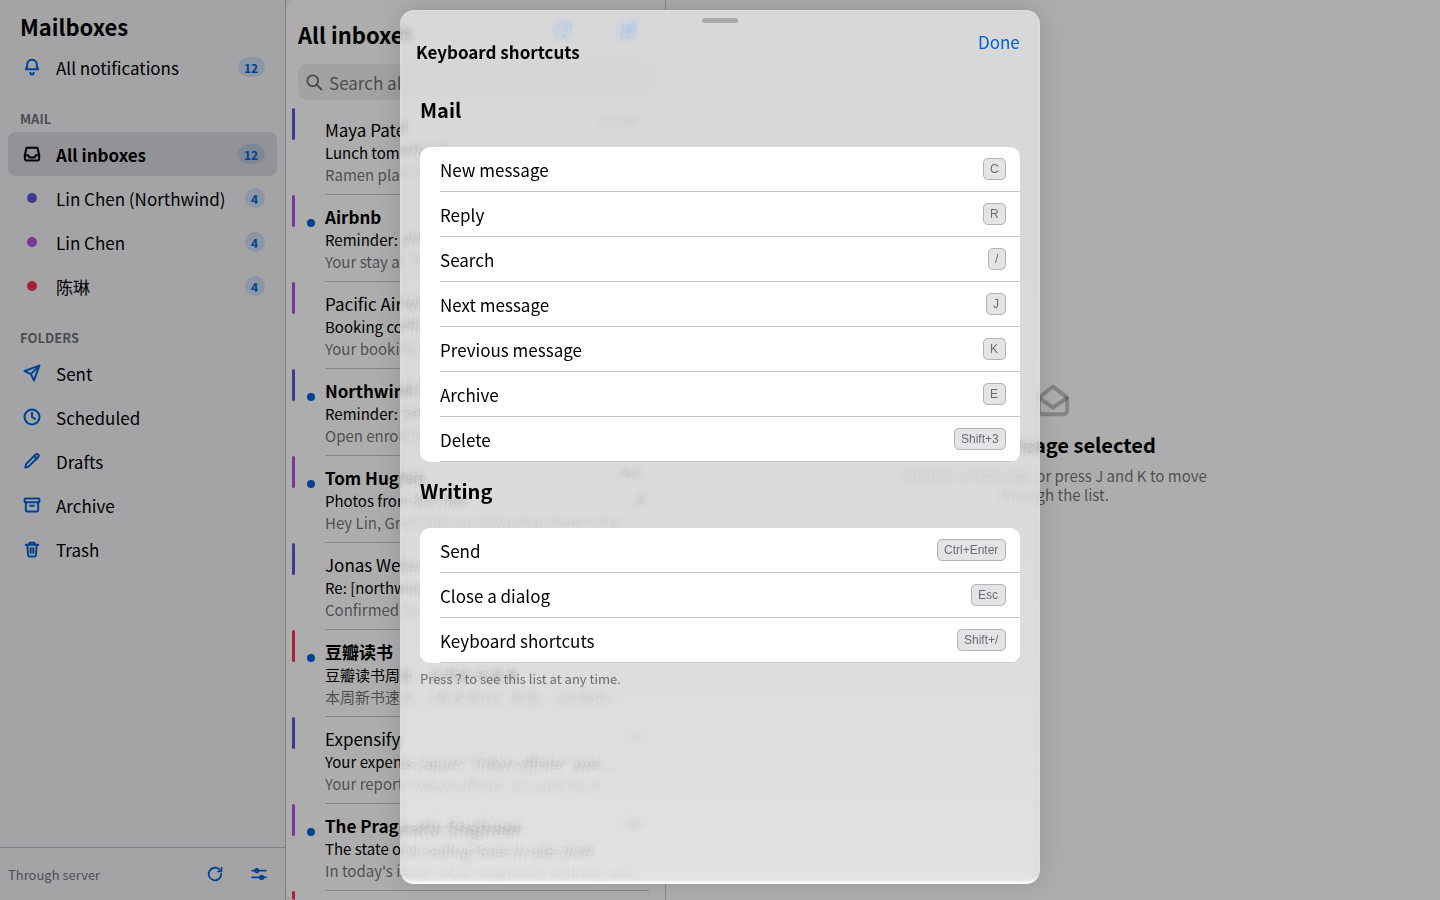 Mailboxes
All notifications 12
MAIL
All inboxes 12
Lin Chen (Northwind) 4
Lin Chen 4
陈琳 4
FOLDERS
Sent
Scheduled
Drafts
Archive
Trash
Through server
All inboxe
Search al
Maya Pate
Lunch tom
Ramen pla
Airbnb
Reminder:
Your stay a
Pacific Air
Booking co
Your booki
Northwin
Reminder:
Open enro
Tom Hug
Photos fro
Hey Lin, Gr
Jonas We
Re: [northw
Confirmed
豆瓣读书
豆瓣读书周
本周新书速
Expensify
Your expen
Your report
The Prag
The state o
In today's i
Keyboard shortcuts
Done
Mail
New message C
Reply R
Search /
Next message J
Previous message K
Archive E
Delete Shift+3
Writing
Send Ctrl+Enter
Close a dialog Esc
Keyboard shortcuts Shift+/
Press ? to see this list at any time.
age selected
or press J and K to move
gh the list.